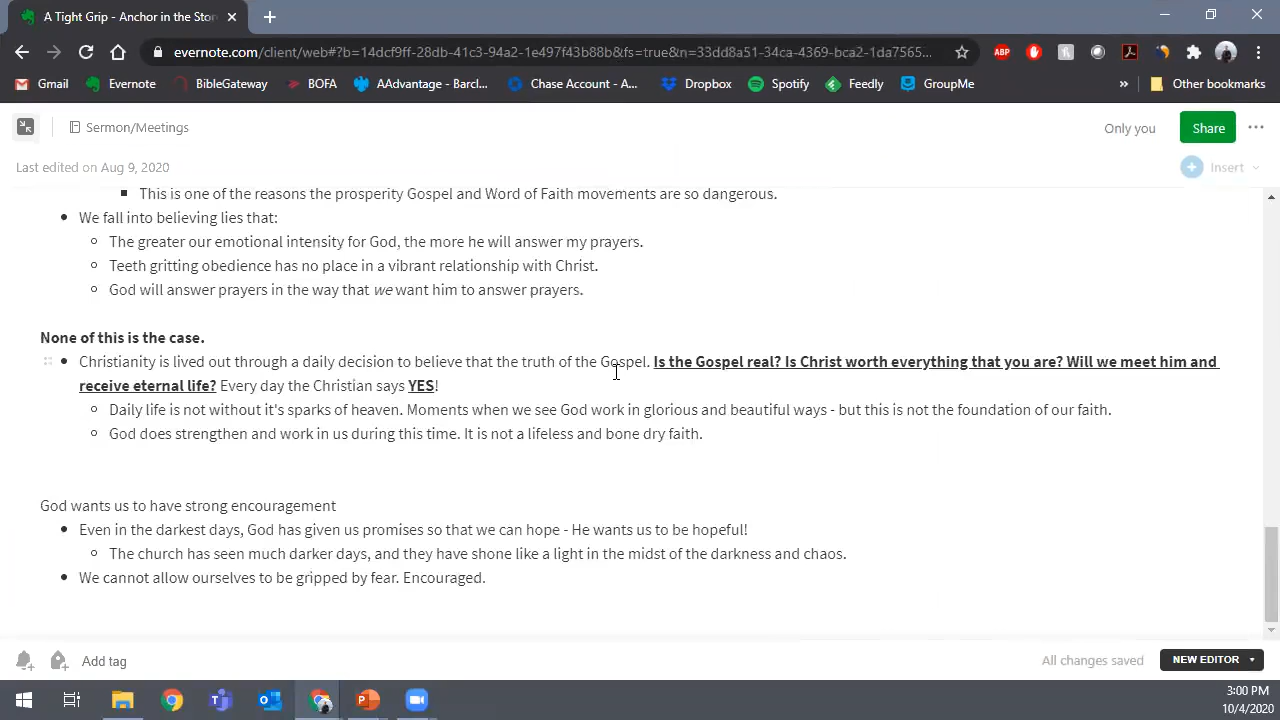 A Tight Grip - Anchor in the Stor
evernote.com/client/web#?b=14dcf9ff-28db-41c3-94a2-1e497f43b88b&fs=true&n=33dd8a51-34ca-4369-bca2-1da7565...
ABP
Gmail Evernote BibleGateway BOFA AAdvantage - Barcl... Chase Account - A... Dropbox Spotify Feedly GroupMe » Other bookmarks
Sermon/Meetings Only you Share
Last edited on Aug 9, 2020 Insert
This is one of the reasons the prosperity Gospel and Word of Faith movements are so dangerous.
We fall into believing lies that:
The greater our emotional intensity for God, the more he will answer my prayers.
Teeth gritting obedience has no place in a vibrant relationship with Christ.
God will answer prayers in the way that we want him to answer prayers.
None of this is the case.
Christianity is lived out through a daily decision to believe that the truth of the Gospel. Is the Gospel real? Is Christ worth everything that you are? Will we meet him and
receive eternal life? Every day the Christian says YES!
Daily life is not without it's sparks of heaven. Moments when we see God work in glorious and beautiful ways - but this is not the foundation of our faith.
God does strengthen and work in us during this time. It is not a lifeless and bone dry faith.
God wants us to have strong encouragement
Even in the darkest days, God has given us promises so that we can hope - He wants us to be hopeful!
The church has seen much darker days, and they have shone like a light in the midst of the darkness and chaos.
We cannot allow ourselves to be gripped by fear. Encouraged.
Add tag All changes saved NEW EDITOR
3:00 PM
10/4/2020